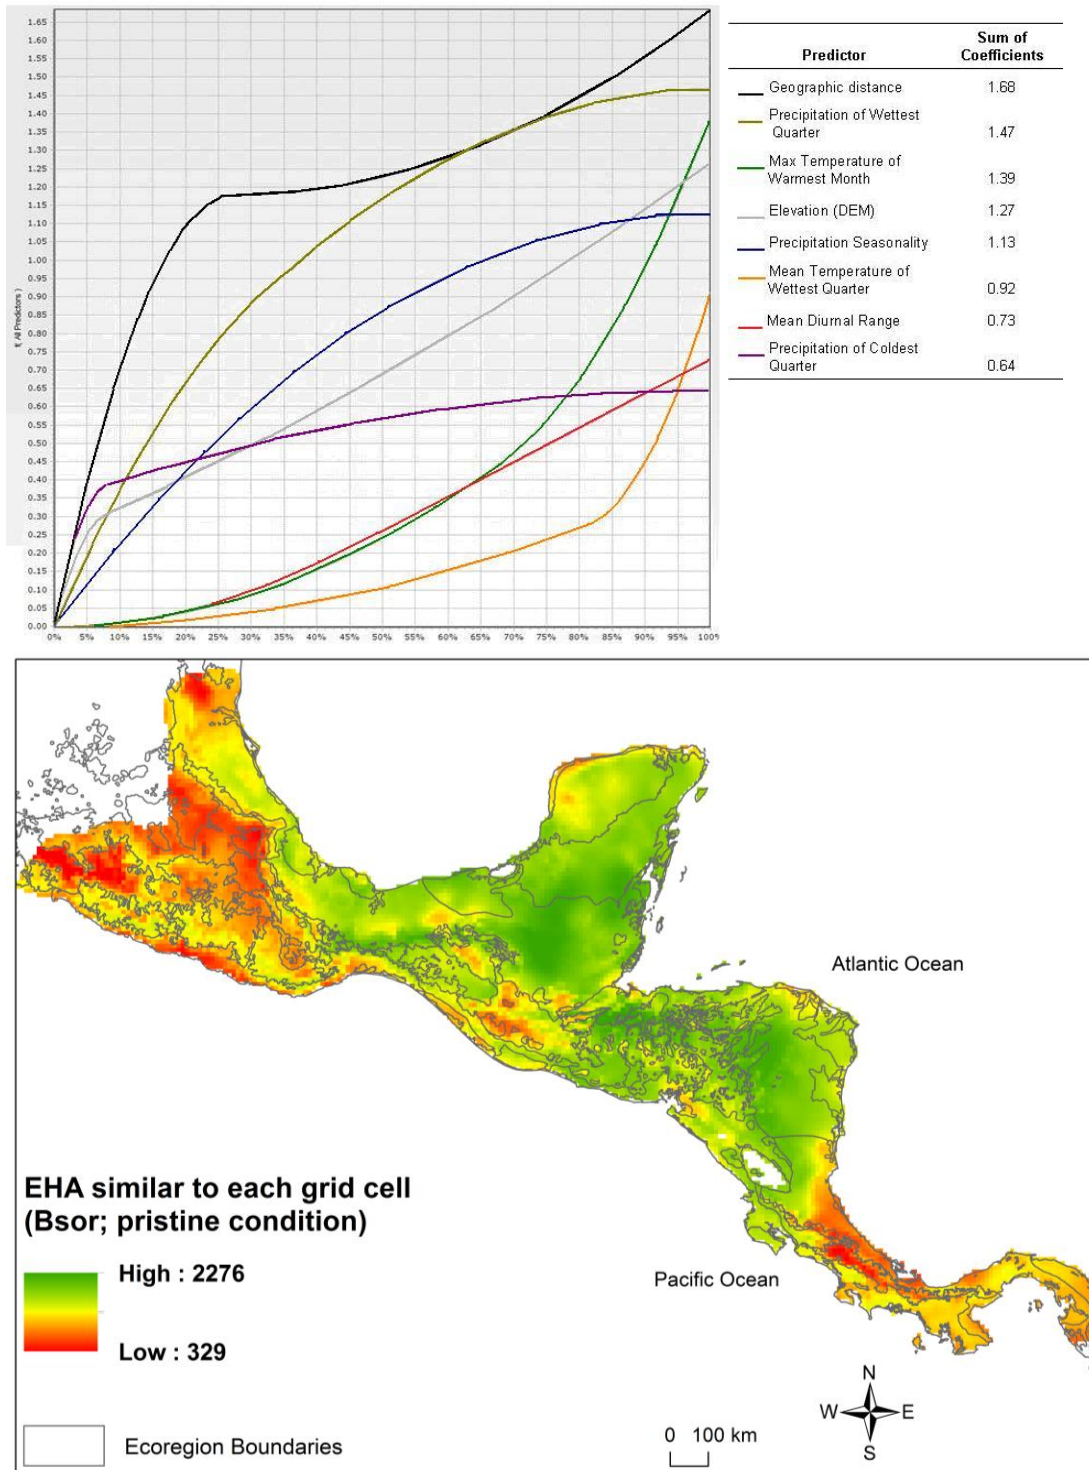 1.65
1.60
1.55
1.50
1.45
1.40
1.35
1.30
1.25
1.20
1.15
1.10
1.05
1.00
0.95
0.90
0.85
0.80
0.75
0.70
0.65
0.60
0.55
0.50
0.45
0.40
0.35
0.30
0.25
0.20
0.15
0.10
0.05
0.00
f( All Predictors )
0% 5% 10% 15% 20% 25% 30% 35% 40% 45% 50% 55% 60% 65% 70% 75% 80% 85% 90% 95% 100%
Sum of
Predictor Coefficients
Geographic distance 1.68
Precipitation of Wettest
Quarter 1.47
Max Temperature of
Warmest Month 1.39
Elevation (DEM) 1.27
Precipitation Seasonality 1.13
Mean Temperature of
Wettest Quarter 0.92
Mean Diurnal Range 0.73
Precipitation of Coldest
Quarter 0.64
Atlantic Ocean
Pacific Ocean
EHA similar to each grid cell
(Bsor; pristine condition)
High : 2276
Low : 329
Ecoregion Boundaries
0 100 km
N
W E
S